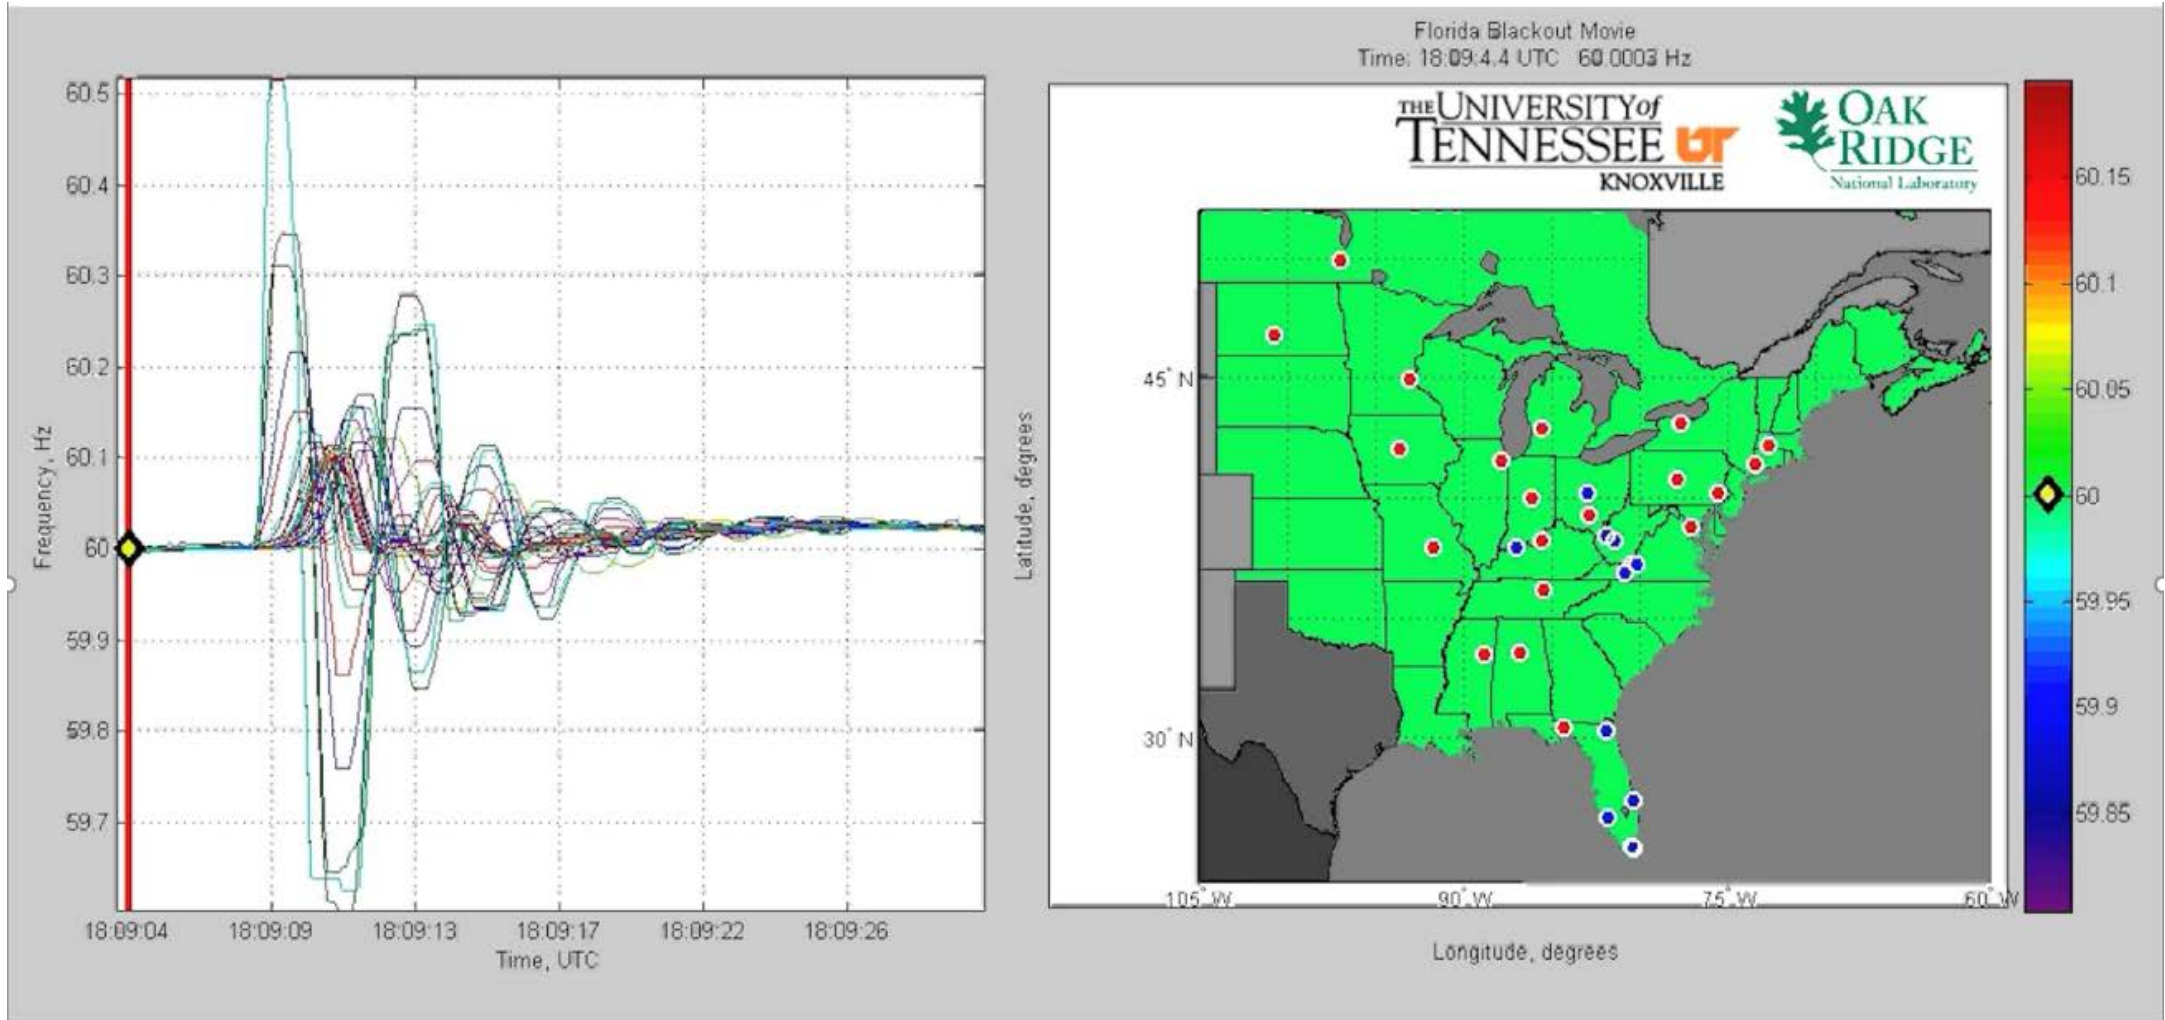 Florida Blackout Movie
Time: 18:09:4.4 UTC 60.0003 Hz
THE UNIVERSITY of
TENNESSEE UT
KNOXVILLE
OAK
RIDGE
National Laboratory
60.5
60.4
60.3
60.2
60.1
60
59.9
59.8
59.7
Frequency, Hz
18:09:04 18:09:09 18:09:13 18:09:17 18:09:22 18:09:26
Time, UTC
Latitude, degrees
45° N
30° N
105° W 90° W 75° W 60° W
Longitude, degrees
60.15
60.1
60.05
60
59.95
59.9
59.85